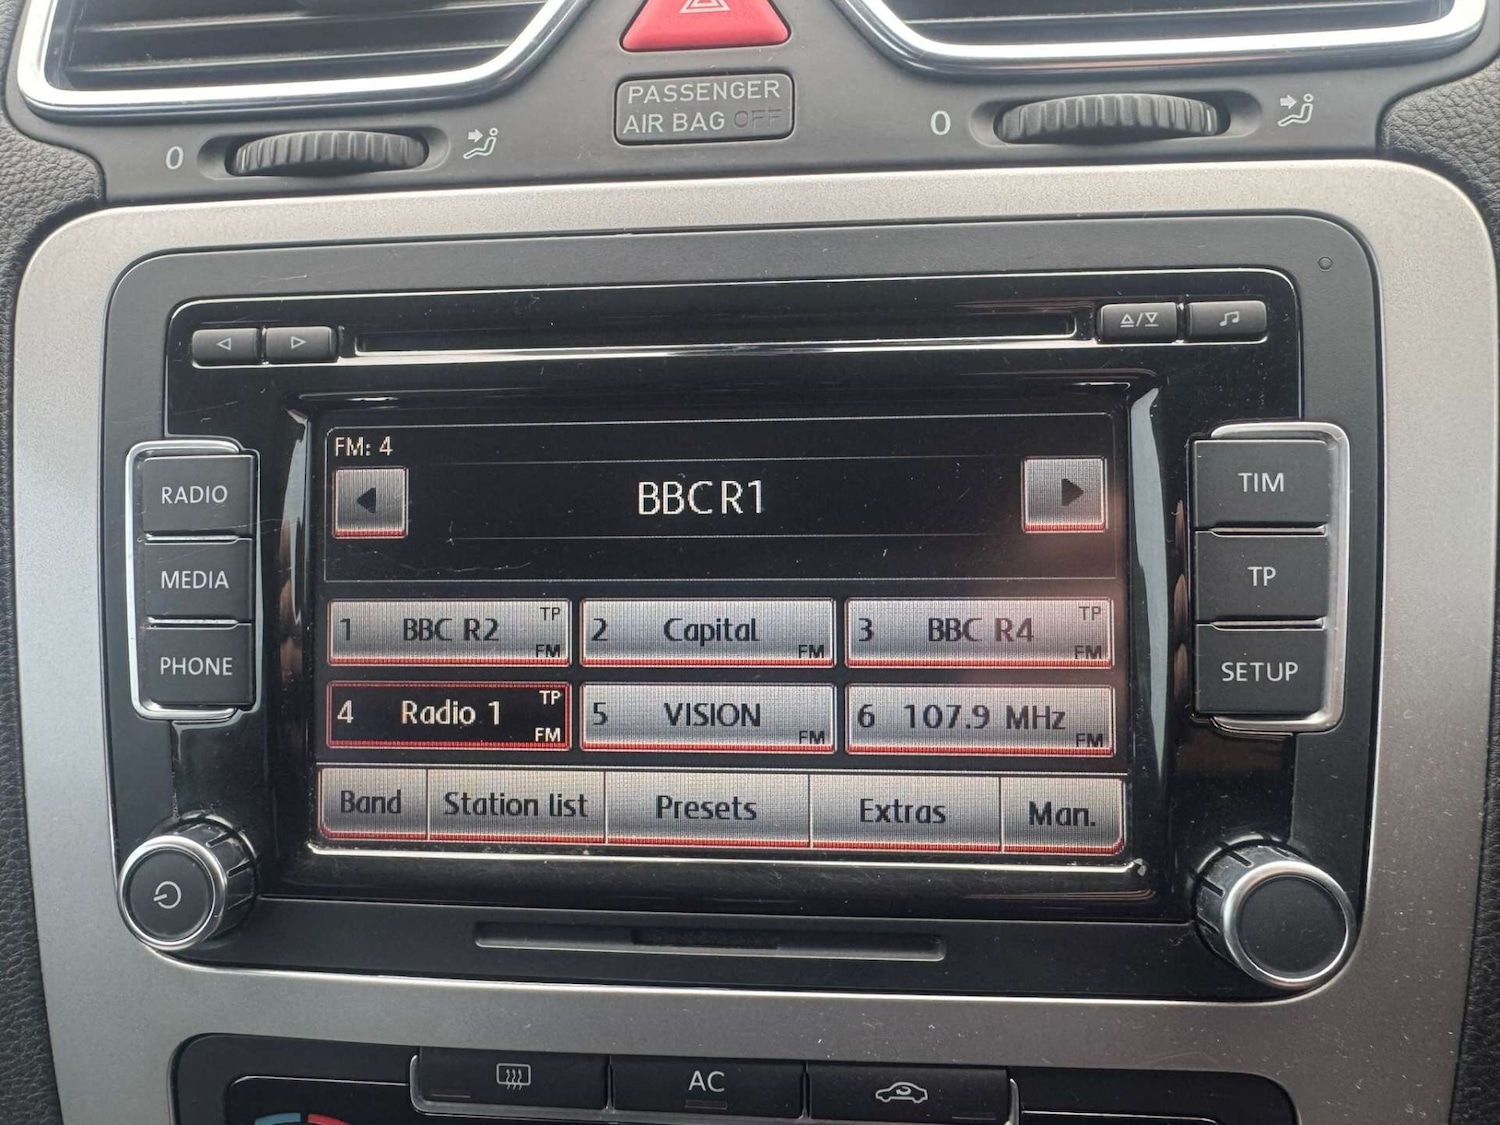 PASSENGER
AIR BAG OFF
0
0
FM: 4
BBC R1
RADIO
MEDIA
PHONE
TIM
TP
SETUP
1 BBC R2 TP FM
2 Capital FM
3 BBC R4 TP FM
4 Radio 1 TP FM
5 VISION FM
6 107.9 MHz FM
Band Station list Presets Extras Man.
AC